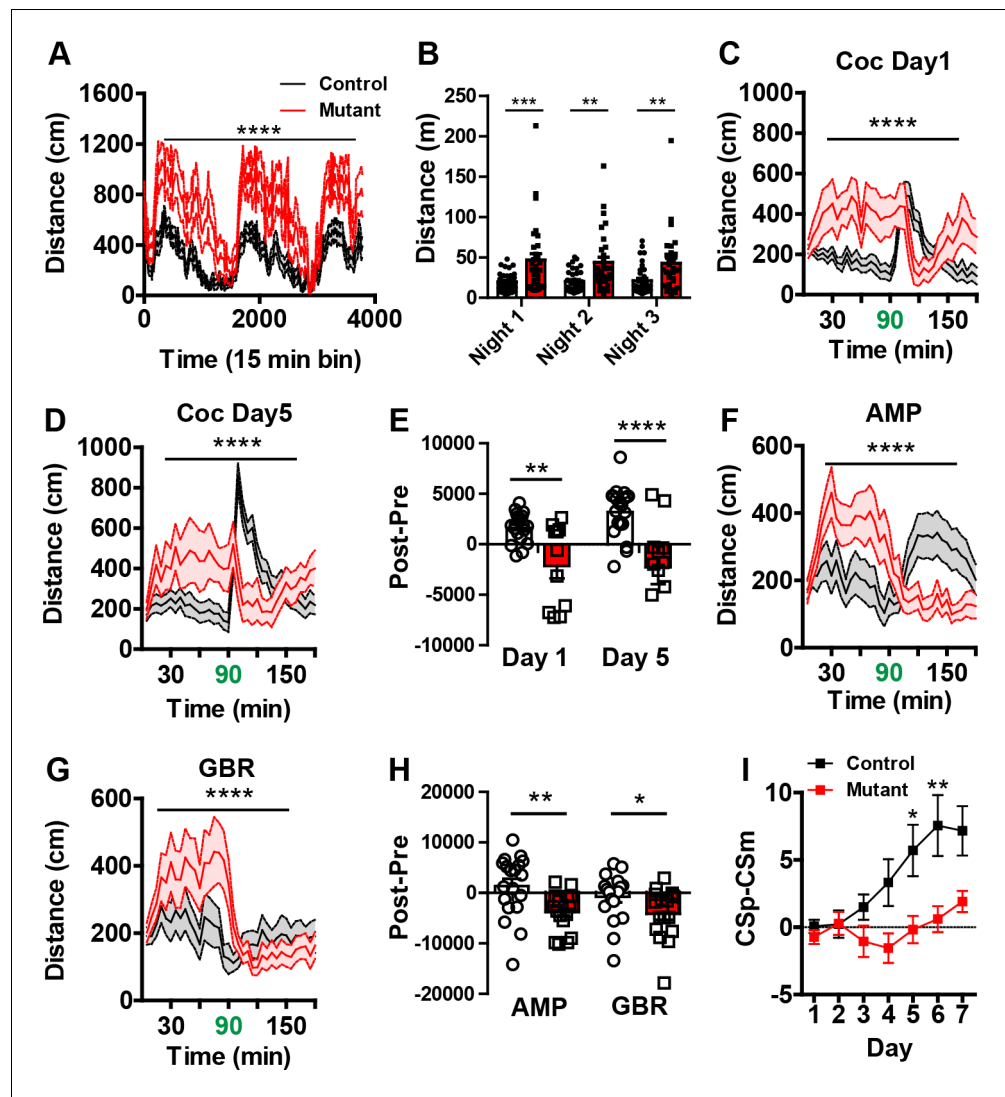 A
Control
Mutant
****
1600
1200
800
400
0
Distance (cm)
0 2000 4000
Time (15 min bin)
B
*** ** **
250
200
150
100
50
0
Distance (m)
Night 1 Night 2 Night 3
C
Coc Day1
****
1000
800
600
400
200
0
Distance (cm)
30 90 150
Time (min)
D
Coc Day5
****
1000
800
600
400
200
0
Distance (cm)
30 90 150
Time (min)
E
** ****
10000
5000
0
-5000
-10000
Post-Pre
Day 1 Day 5
F
AMP
****
600
400
200
0
Distance (cm)
30 90 150
Time (min)
G
GBR
****
600
400
200
0
Distance (cm)
30 90 150
Time (min)
H
** *
20000
10000
0
-10000
-20000
Post-Pre
AMP GBR
I
Control
Mutant
* **
10
5
0
-5
CSp-CSm
1 2 3 4 5 6 7
Day